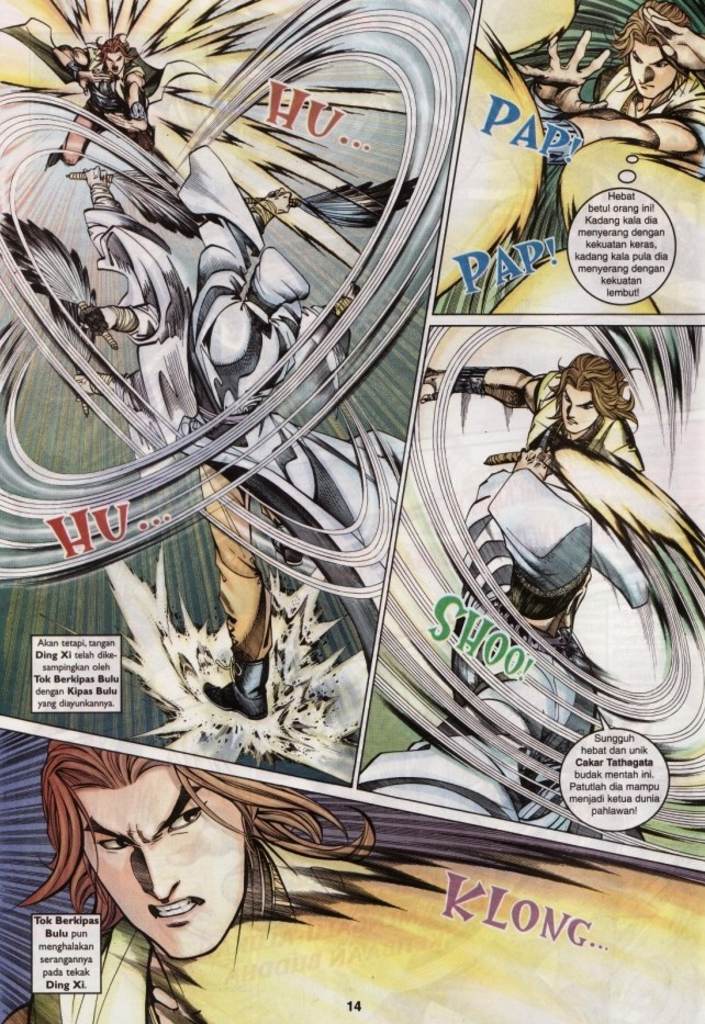 HU...
PAP!
Hebat
betul orang ini!
Kadang kala dia
menyerang dengan
kekuatan keras,
kadang kala pula dia
menyerang dengan
kekuatan
lembut!
PAP!
HU...
Akan tetapi, tangan
Ding Xi telah dike-
sampingkan oleh
Tok Berkipas Bulu
dengan Kipas Bulu
yang diayunkannya.
SHOO!
Sungguh
hebat dan unik
Cakar Tathagata
budak mentah ini.
Patutlah dia mampu
menjadi ketua dunia
pahlawan!
Tok Berkipas
Bulu pun
menghalakan
serangannya
pada tekak
Ding Xi.
KLONG...
14